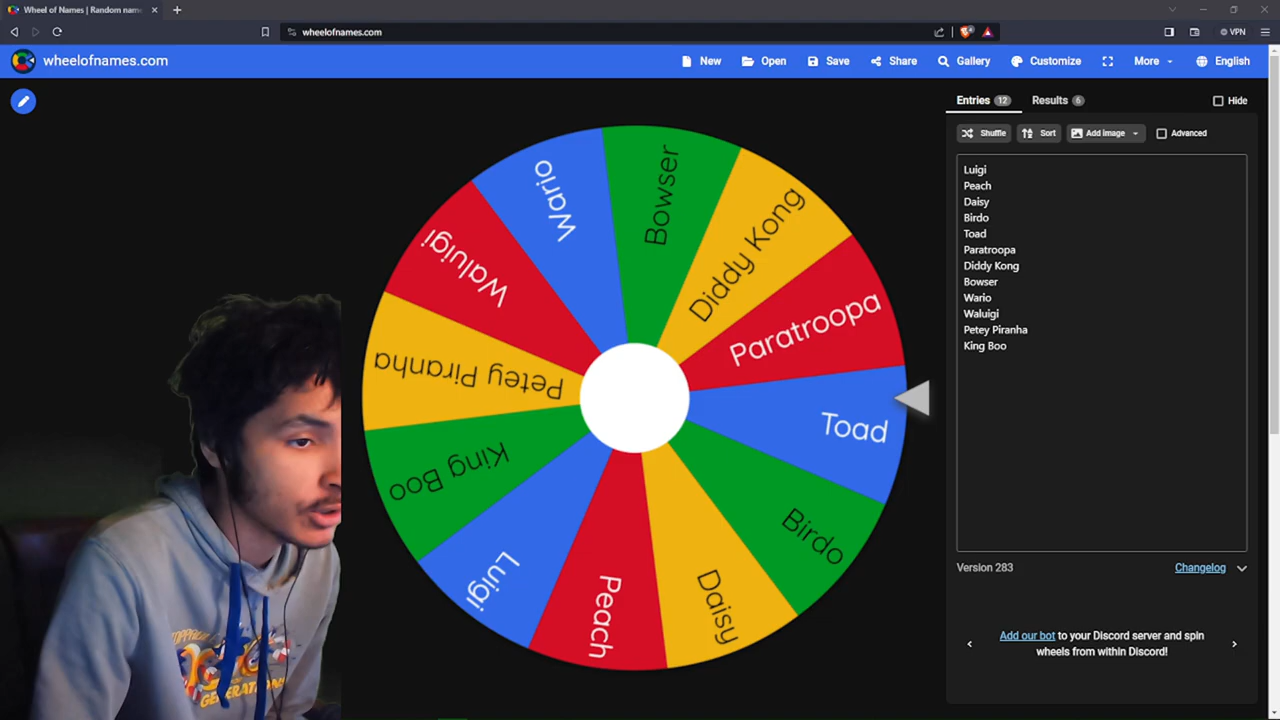 Wheel of Names | Random name
wheelofnames.com
VPN
wheelofnames.com
New
Open
Save
Share
Gallery
Customize
More
English
Entries 12
Results 6
Hide
Shuffle
Sort
Add image
Advanced
Luigi
Peach
Daisy
Birdo
Toad
Paratroopa
Diddy Kong
Bowser
Wario
Waluigi
Petey Piranha
King Boo
Version 283
Changelog
Add our bot to your Discord server and spin
wheels from within Discord!
Bowser
Diddy Kong
Paratroopa
Toad
Birdo
Daisy
Peach
Luigi
King Boo
Petey Piranha
Waluigi
Wario
GENERATIONS